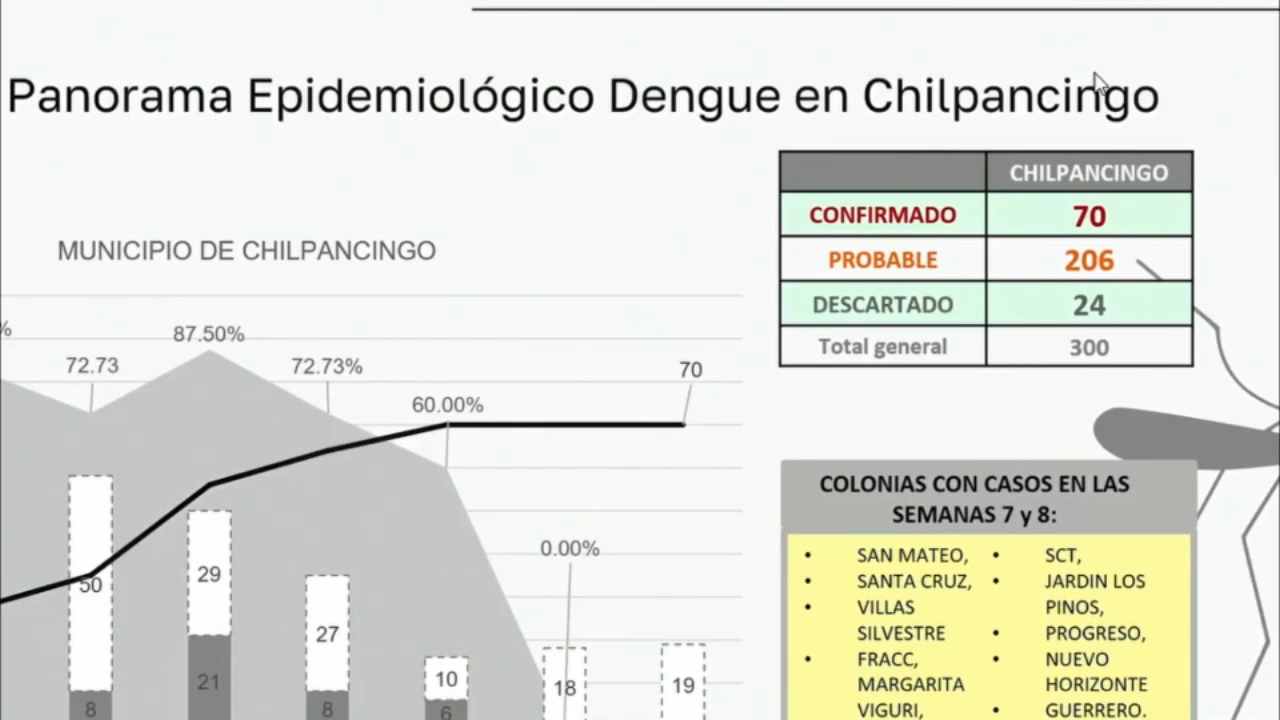 Panorama Epidemiológico Dengue en Chilpancingo
MUNICIPIO DE CHILPANCINGO
%
72.73
87.50%
72.73%
60.00%
70
0.00%
50
29
27
10
18
19
8
21
8
6
CHILPANCINGO
CONFIRMADO 70
PROBABLE 206
DESCARTADO 24
Total general 300
COLONIAS CON CASOS EN LAS
SEMANAS 7 y 8:
• SAN MATEO,
• SANTA CRUZ,
• VILLAS
SILVESTRE
• FRACC,
MARGARITA
VIGURI,
• SCT,
• JARDIN LOS
PINOS,
• PROGRESO,
• NUEVO
HORIZONTE
• GUERRERO.